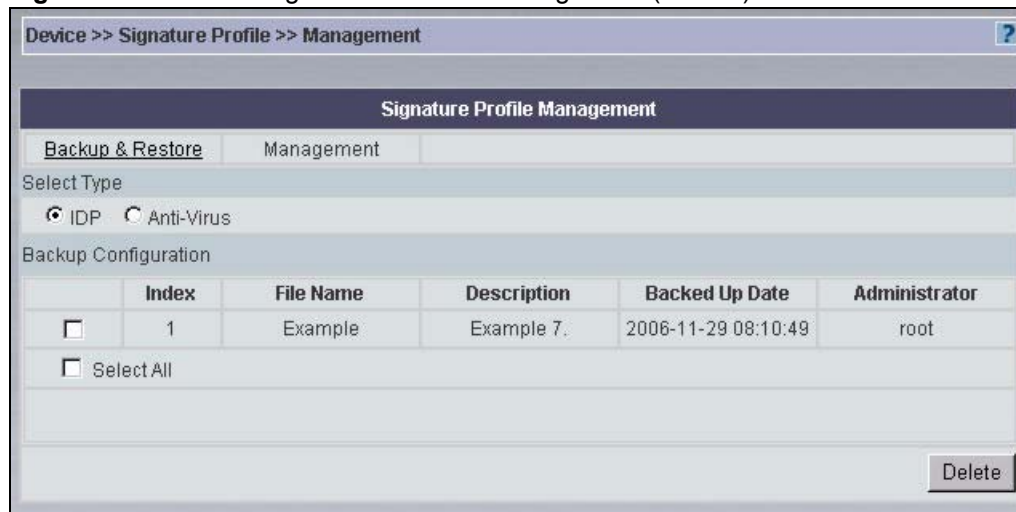 Device >> Signature Profile >> Management ?
Signature Profile Management
Backup & Restore Management
Select Type
IDP Anti-Virus
Backup Configuration
Index File Name Description Backed Up Date Administrator
1 Example Example 7. 2006-11-29 08:10:49 root
Select All
Delete